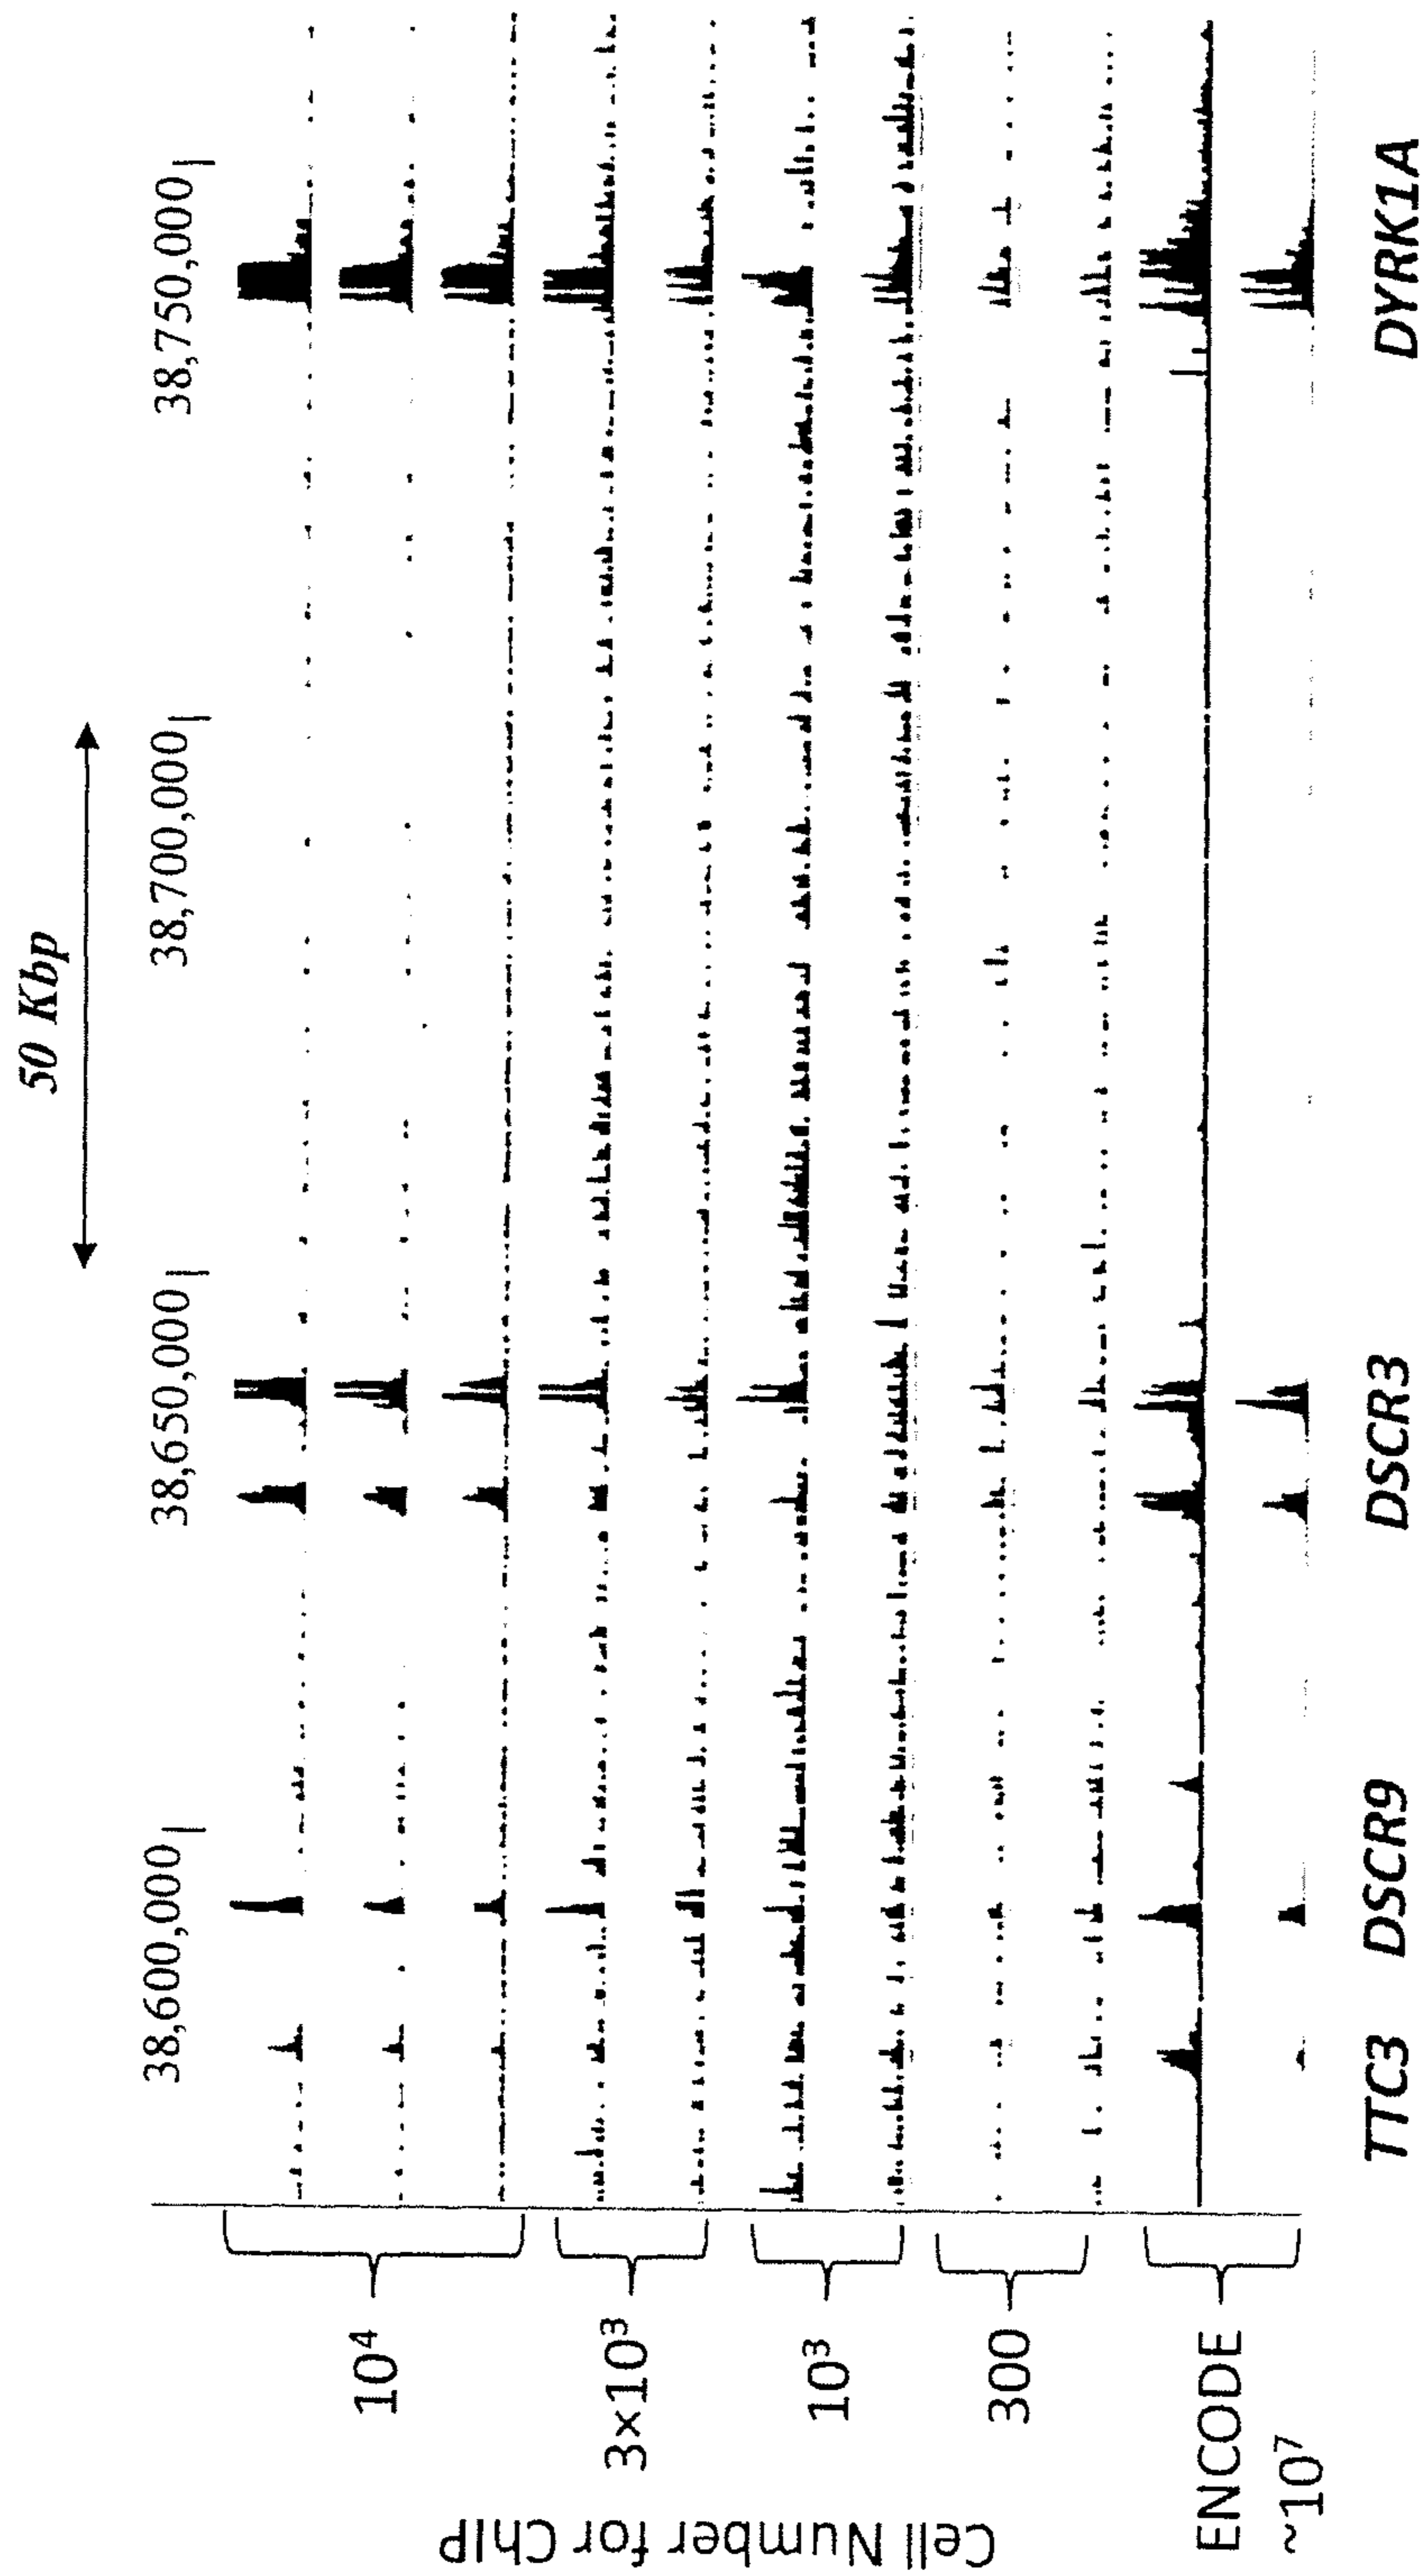 50 Kbp
38,600,000
38,650,000
38,700,000
38,750,000
Cell Number for ChIP
10⁴
3×10³
10³
300
ENCODE
~10⁷
TTC3
DSCR9
DSCR3
DYRK1A